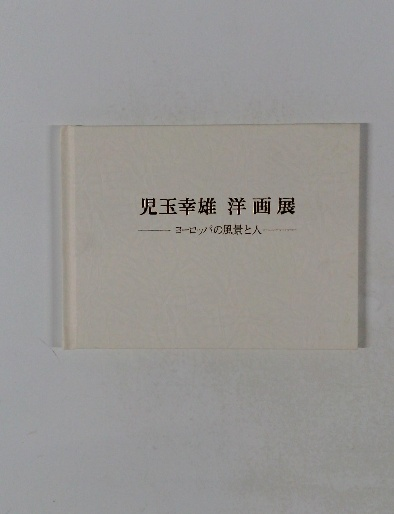 児玉幸雄 洋画展
ヨーロッパの風景と人